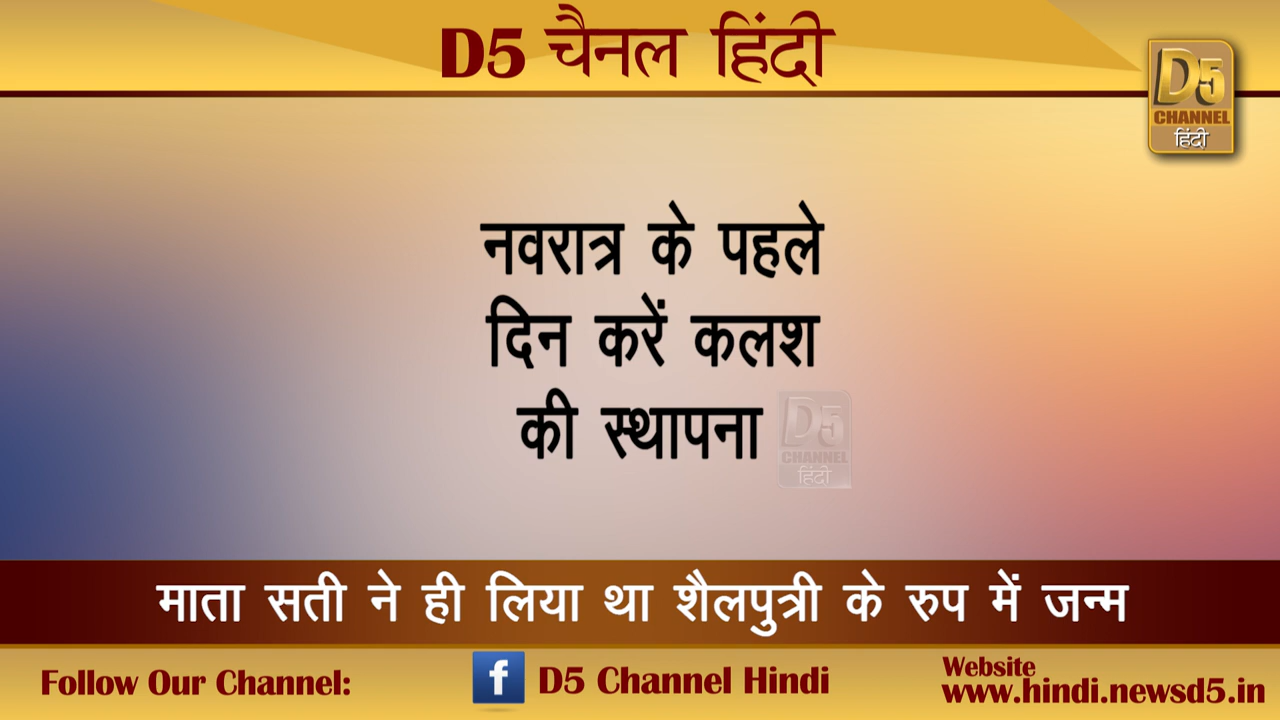 D5 चैनल हिंदी
D5
CHANNEL
हिंदी
नवरात्र के पहले
दिन करें कलश
की स्थापना
D5
CHANNEL
हिंदी
माता सती ने ही लिया था शैलपुत्री के रुप में जन्म
Follow Our Channel:
f
D5 Channel Hindi
Website
www.hindi.newsd5.in